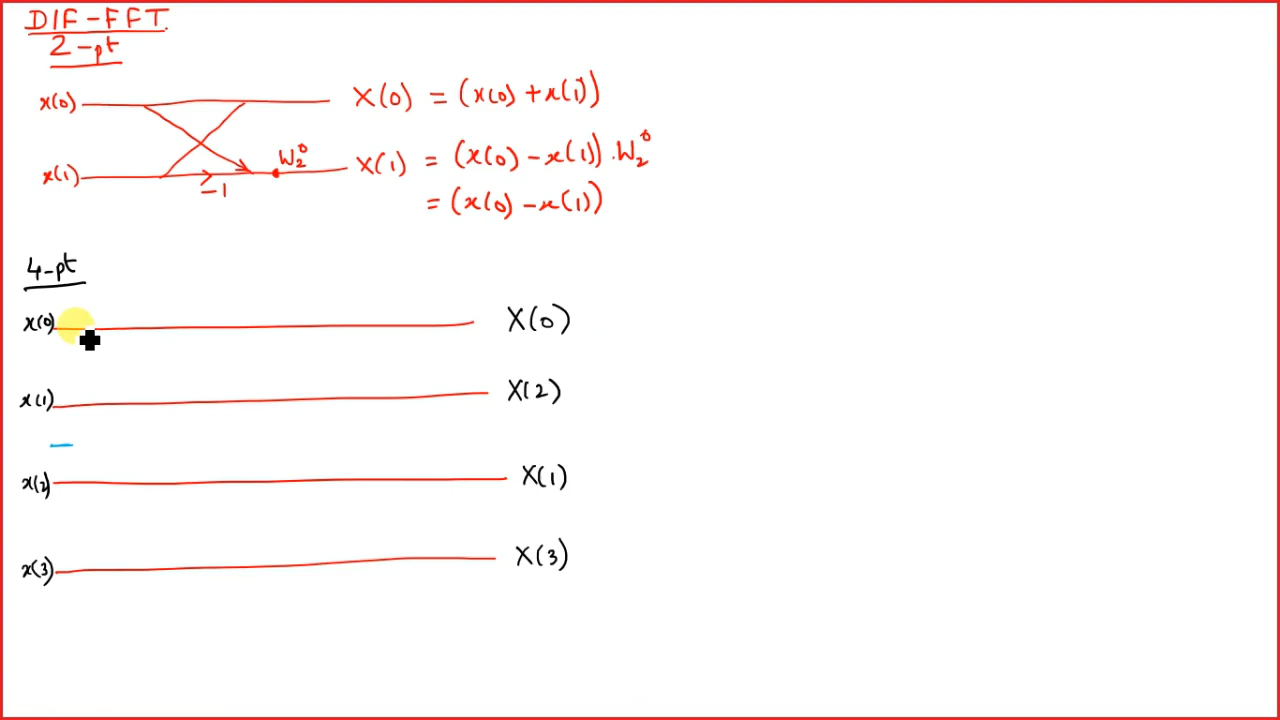 DIF-FFT.
2-pt
x(0) X(0) = (x(0) + x(1))
W₂⁰
x(1) -1 X(1) = (x(0) - x(1)) . W₂⁰
= (x(0) - x(1))
4-pt
x(0) X(0)
x(1) X(2)
x(2) X(1)
x(3) X(3)